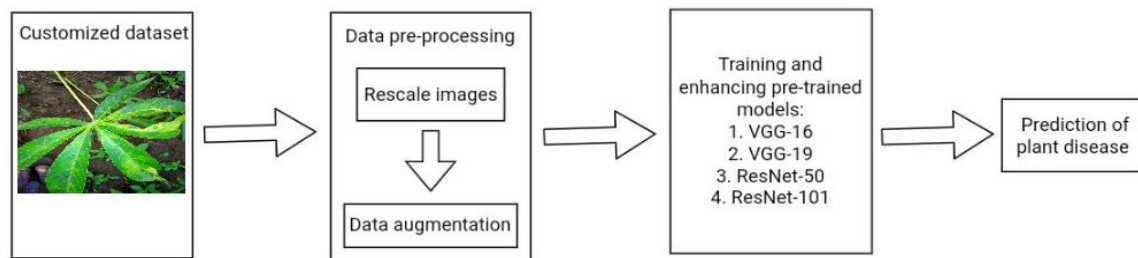 Customized dataset
Data pre-processing
Rescale images
Data augmentation
Training and
enhancing pre-trained
models:
1. VGG-16
2. VGG-19
3. ResNet-50
4. ResNet-101
Prediction of
plant disease